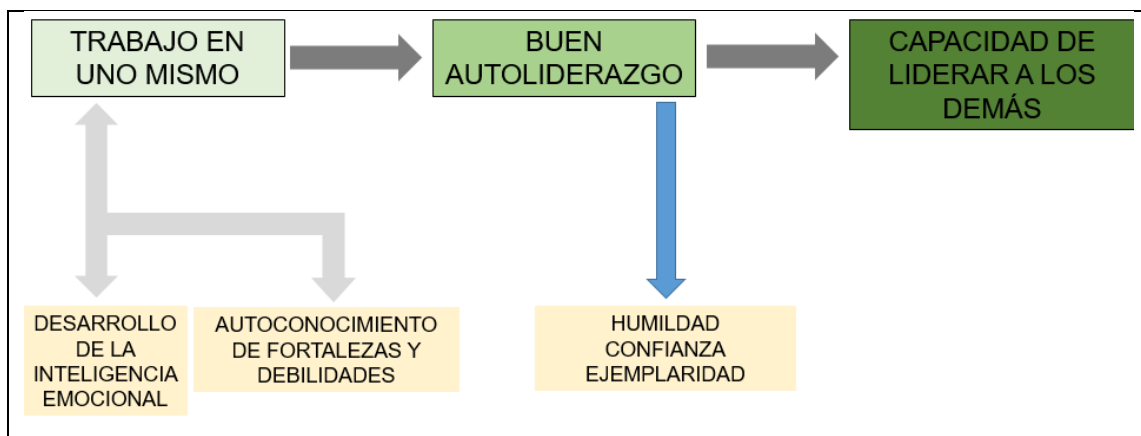 TRABAJO EN
UNO MISMO
BUEN
AUTOLIDERAZGO
CAPACIDAD DE
LIDERAR A LOS
DEMÁS
DESARROLLO
DE LA
INTELIGENCIA
EMOCIONAL
AUTOCONOCIMIENTO
DE FORTALEZAS Y
DEBILIDADES
HUMILDAD
CONFIANZA
EJEMPLARIDAD